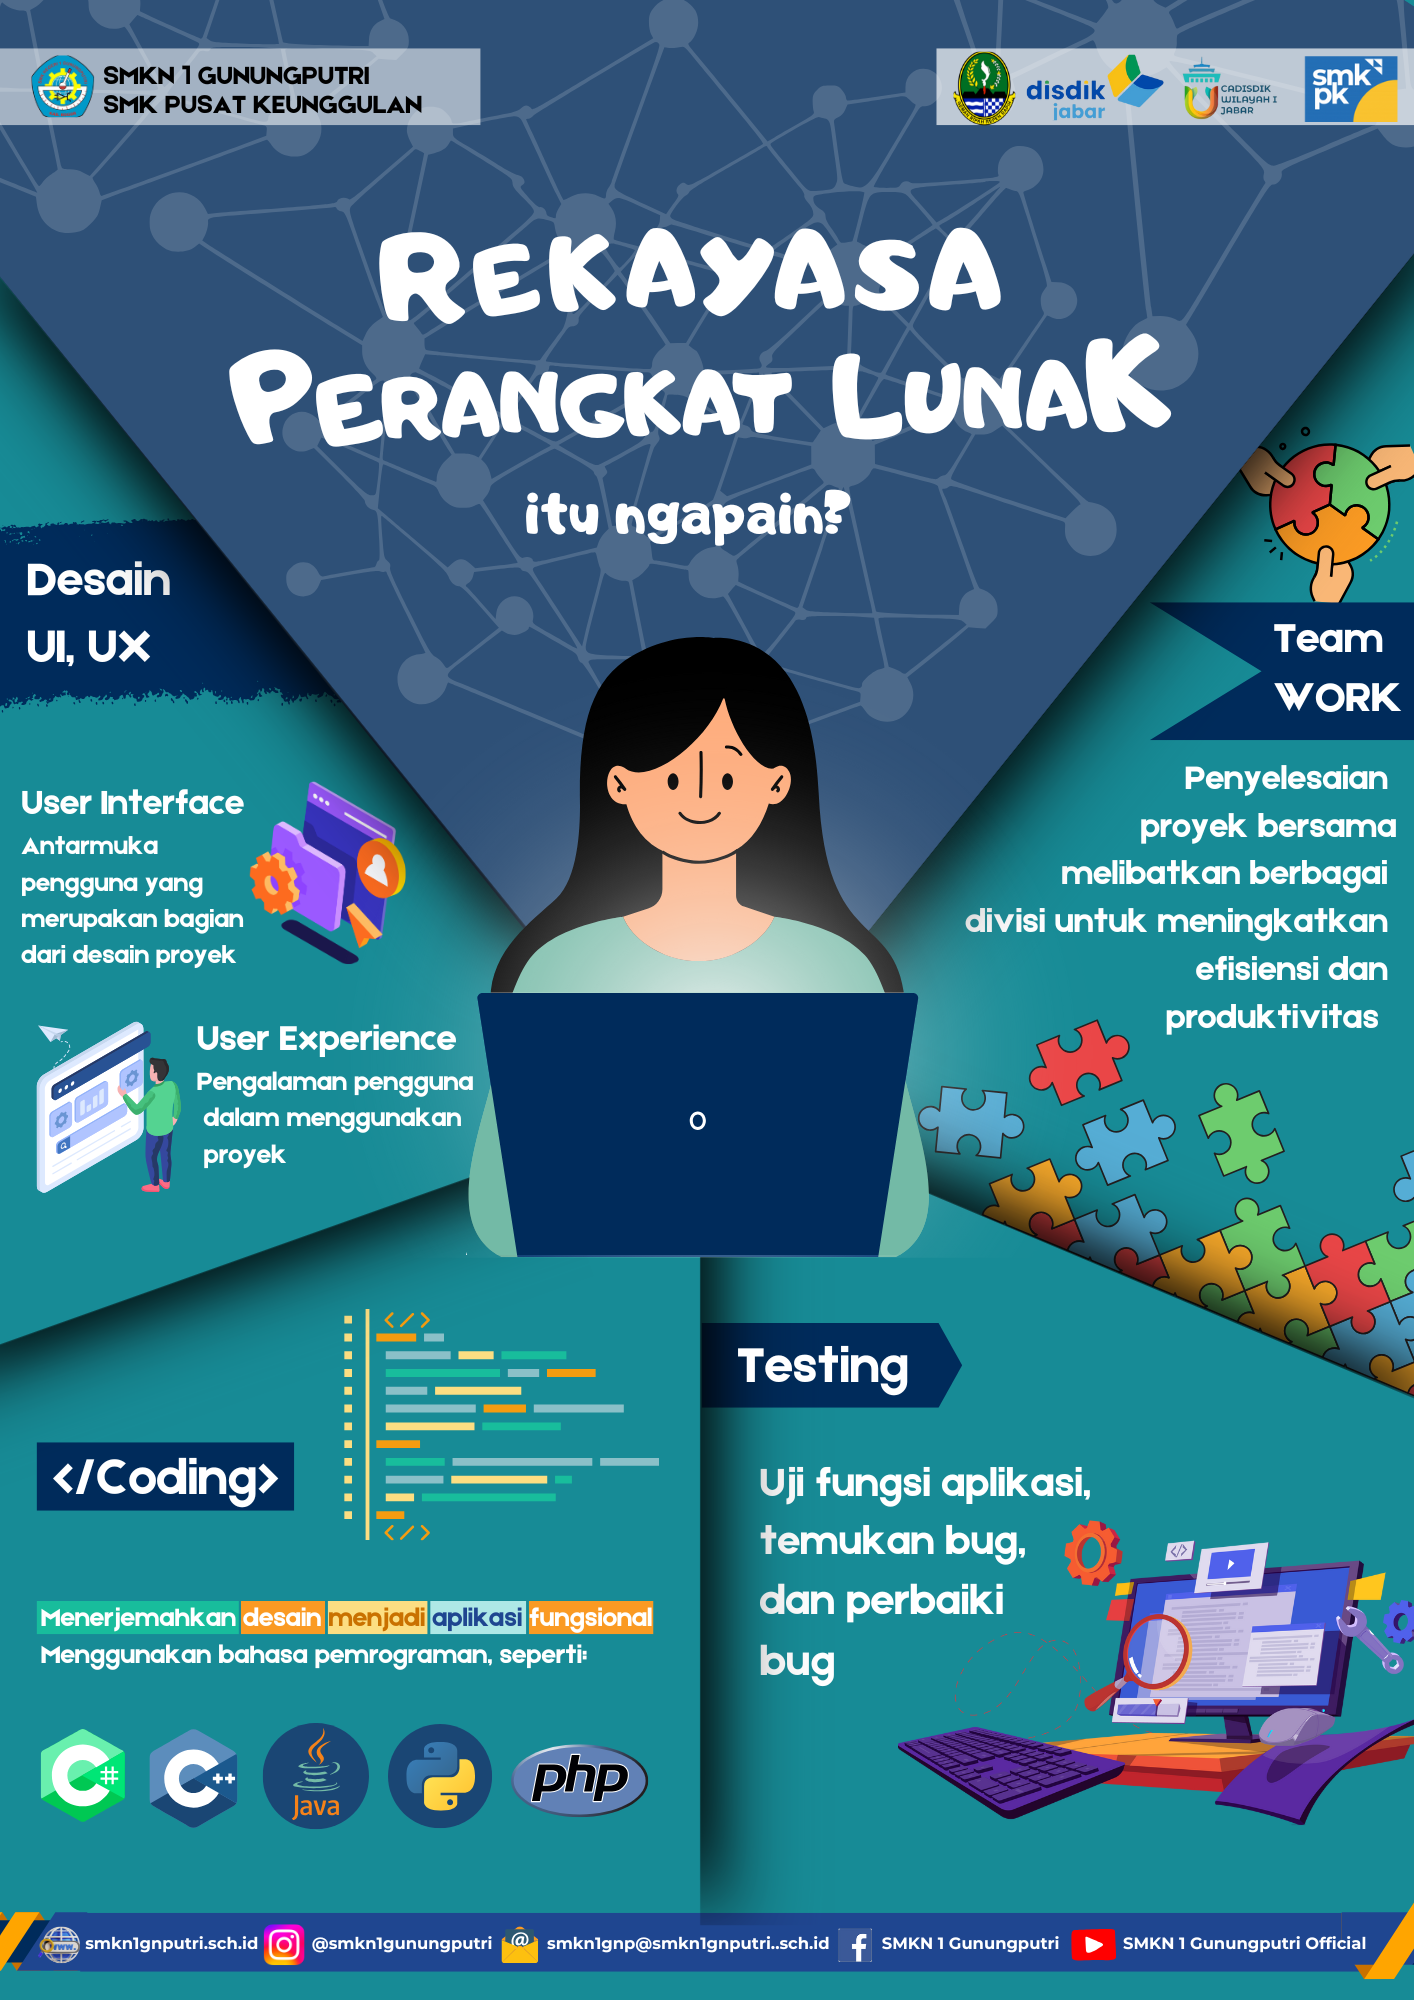 SMKN 1 GUNUNGPUTRI
SMK PUSAT KEUNGGULAN
disdik
jabar
CADISDIK
WILAYAH I
JABAR
smk
pk
REKAYASA
PERANGKAT LUNAK
itu ngapain?
Desain
UI, UX
User Interface
Antarmuka
pengguna yang
merupakan bagian
dari desain proyek
User Experience
Pengalaman pengguna
dalam menggunakan
proyek
Team
WORK
Penyelesaian
proyek bersama
melibatkan berbagai
divisi untuk meningkatkan
efisiensi dan
produktivitas
</>
</>
</Coding>
Menerjemahkan desain menjadi aplikasi fungsional
Menggunakan bahasa pemrograman, seperti:
C#
C++
Java
php
Testing
Uji fungsi aplikasi,
temukan bug,
dan perbaiki
bug
</>
www.
smkn1gnputri.sch.id
@smkn1gunungputri
smkn1gnp@smkn1gnputri..sch.id
SMKN 1 Gunungputri
SMKN 1 Gunungputri Official